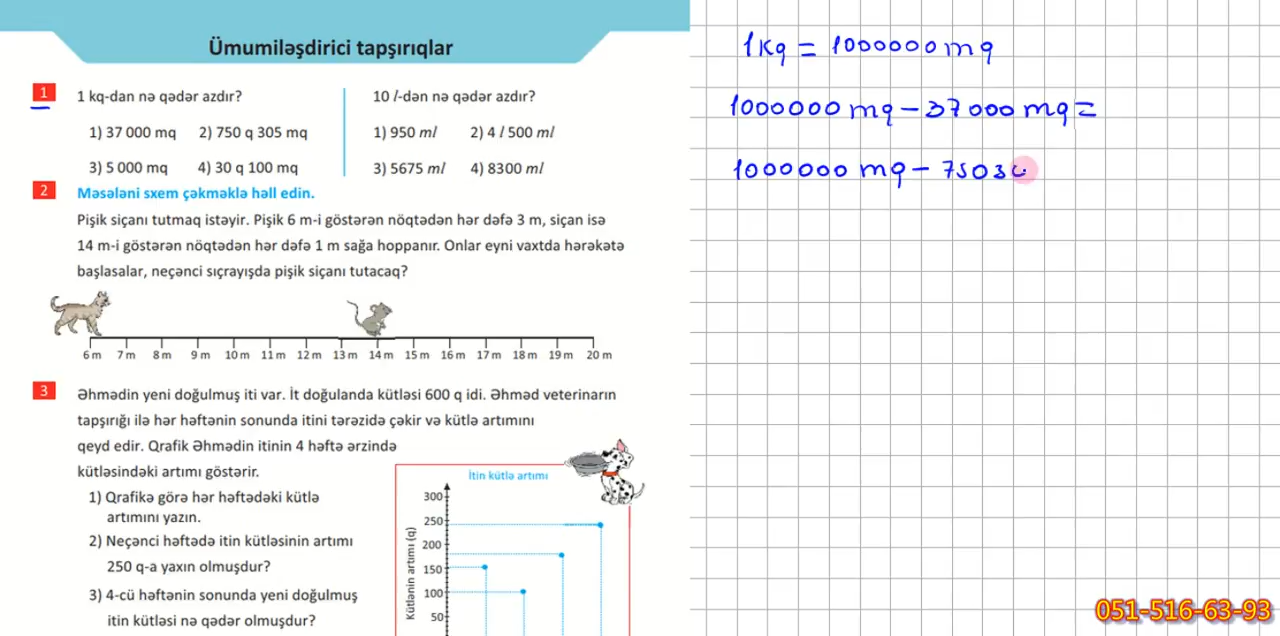 Ümumiləşdirici tapşırıqlar
1
1 kq-dan nə qədər azdır?
1) 37 000 mq 2) 750 q 305 mq
3) 5 000 mq 4) 30 q 100 mq
10 l-dən nə qədər azdır?
1) 950 ml 2) 4 l 500 ml
3) 5675 ml 4) 8300 ml
2
Məsələni sxem çəkməklə həll edin.
Pişik siçanı tutmaq istəyir. Pişik 6 m-i göstərən nöqtədən hər dəfə 3 m, siçan isə
14 m-i göstərən nöqtədən hər dəfə 1 m sağa hoppanır. Onlar eyni vaxtda hərəkətə
başlasalar, neçənci sıçrayışda pişik siçanı tutacaq?
6 m 7 m 8 m 9 m 10 m 11 m 12 m 13 m 14 m 15 m 16 m 17 m 18 m 19 m 20 m
3
Əhmədin yeni doğulmuş iti var. İt doğulanda kütləsi 600 q idi. Əhməd veterinarın
tapşırığı ilə hər həftənin sonunda itini tərəzidə çəkir və kütlə artımını
qeyd edir. Qrafik Əhmədin itinin 4 həftə ərzində
kütləsindəki artımı göstərir.
1) Qrafikə görə hər həftədəki kütlə
artımını yazın.
2) Neçənci həftədə itin kütləsinin artımı
250 q-a yaxın olmuşdur?
3) 4-cü həftənin sonunda yeni doğulmuş
itin kütləsi nə qədər olmuşdur?
İtin kütlə artımı
Kütlənin artımı (q)
300
250
200
150
100
50
1 kq = 1000000 mq
1000000 mq – 37000 mq =
1000000 mq – 7503
051-516-63-93